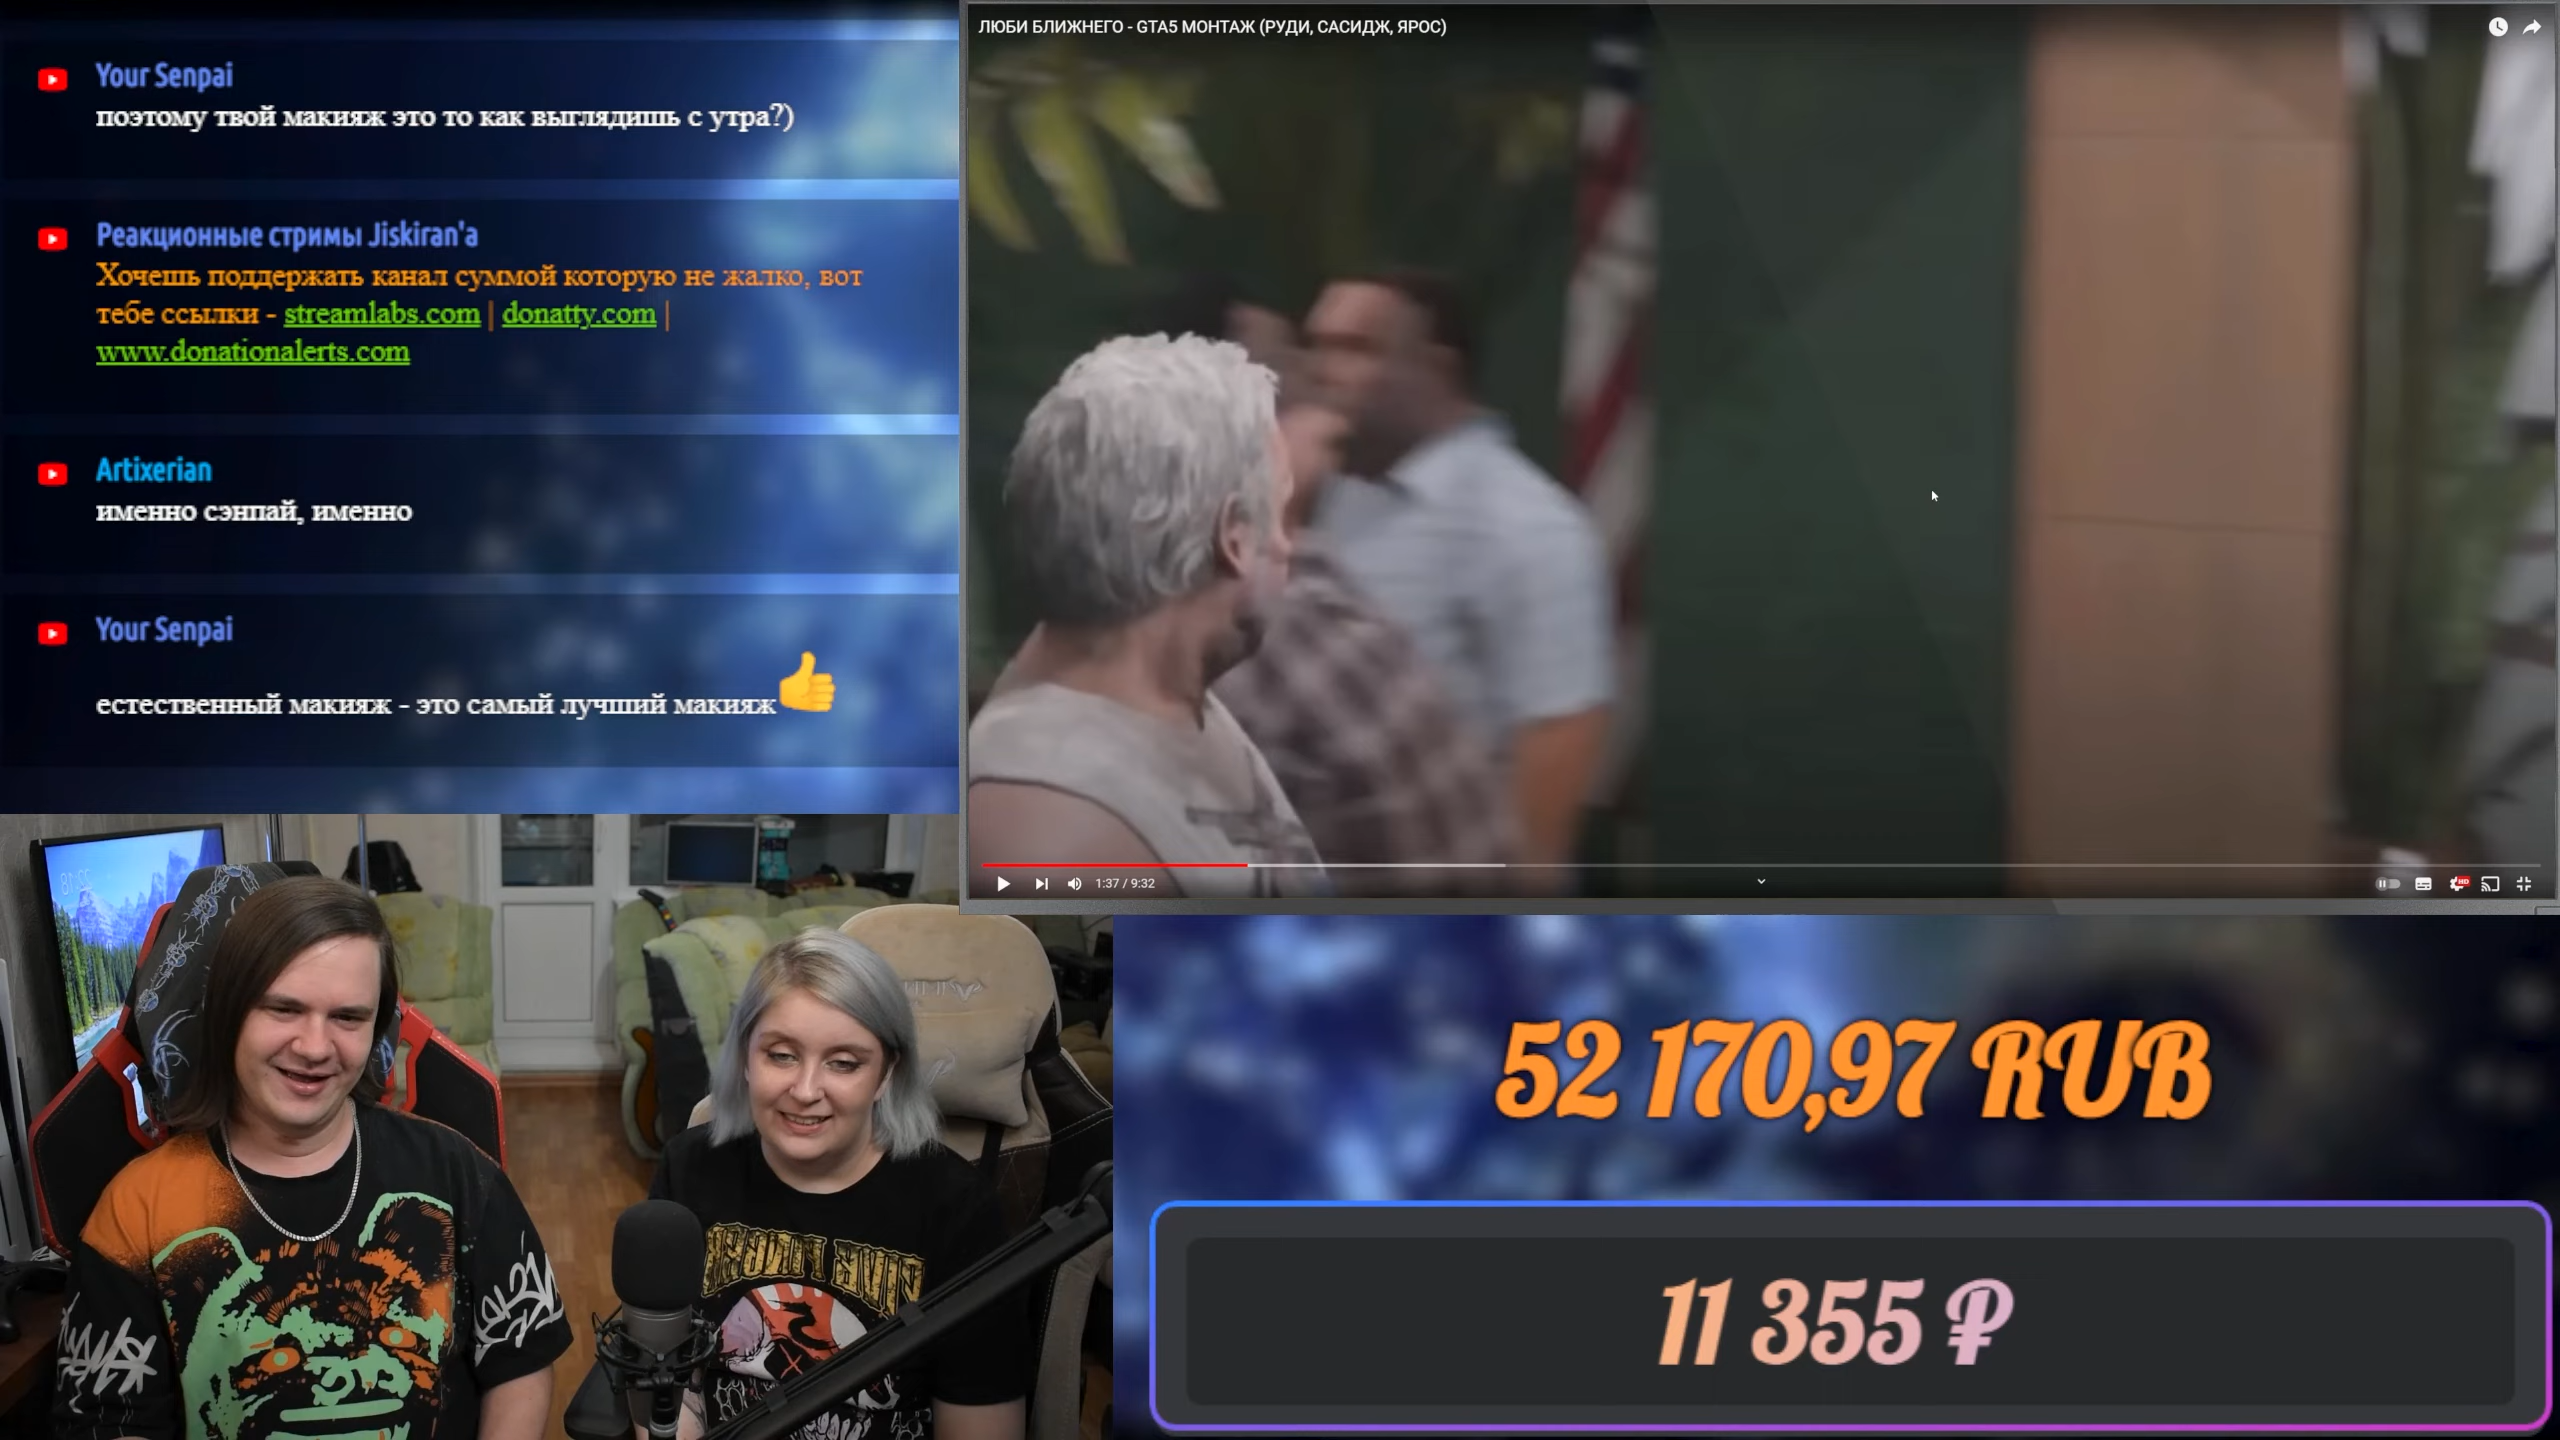 Your Senpai
поэтому твой макияж это то как выглядишь с утра?)
Реакционные стримы Jiskiran'a
Хочешь поддержать канал суммой которую не жалко, вот
тебе ссылки - streamlabs.com | donatty.com |
www.donationalerts.com
Artixerian
именно сэнпай, именно
Your Senpai
естественный макияж - это самый лучший макияж
ЛЮБИ БЛИЖНЕГО - GTA5 МОНТАЖ (РУДИ, САСИДЖ, ЯРОС)
1:37 / 9:32
HD
52 170,97 RUB
11 355 ₽